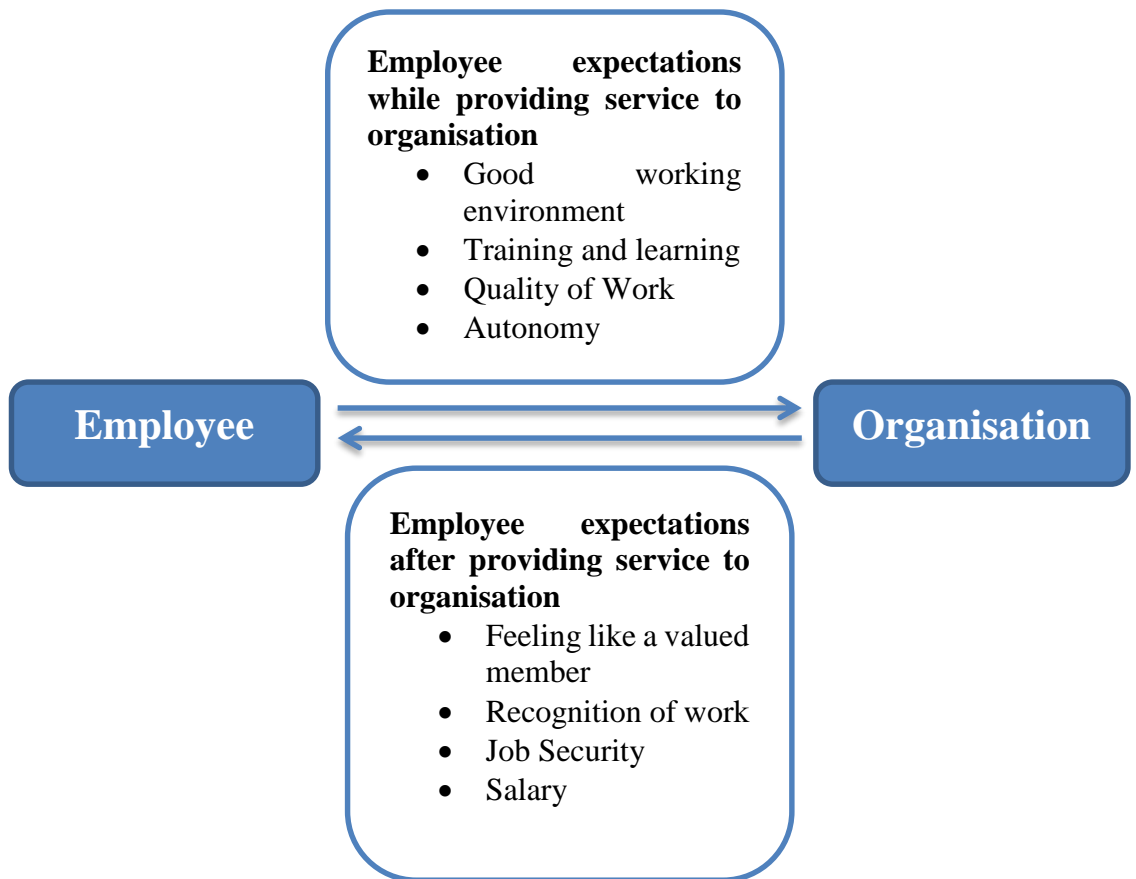 Employee expectations
while providing service to
organisation
• Good working
environment
• Training and learning
• Quality of Work
• Autonomy
Employee
Organisation
Employee expectations
after providing service to
organisation
• Feeling like a valued
member
• Recognition of work
• Job Security
• Salary